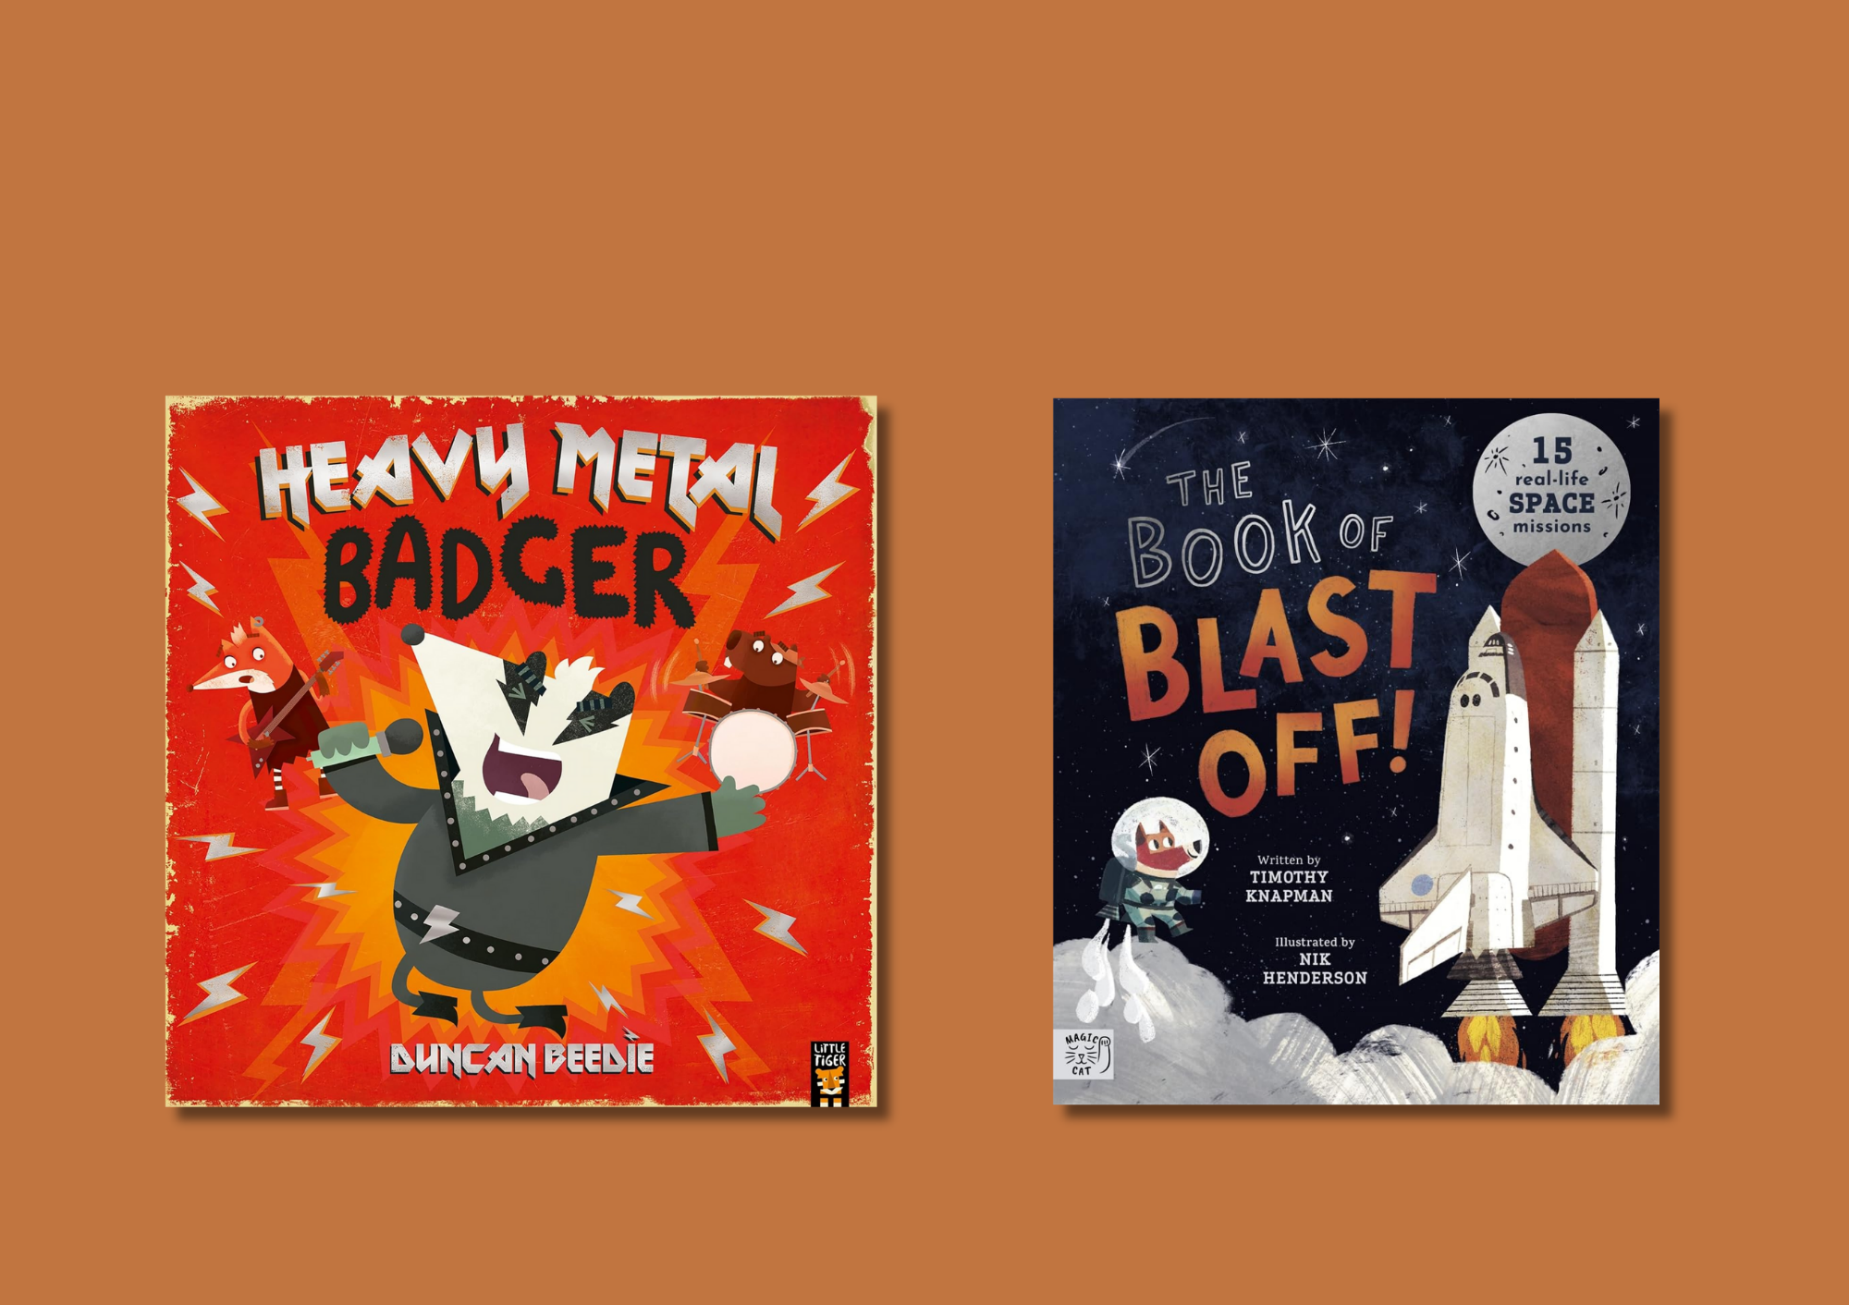 HEAVY METAL
BADGER
DUNCAN BEEDIE
LITTLE
TIGER
15
real-life
SPACE
missions
THE
BOOK OF
BLAST
OFF!
Written by
TIMOTHY
KNAPMAN
Illustrated by
NIK
HENDERSON
MAGIC
CAT